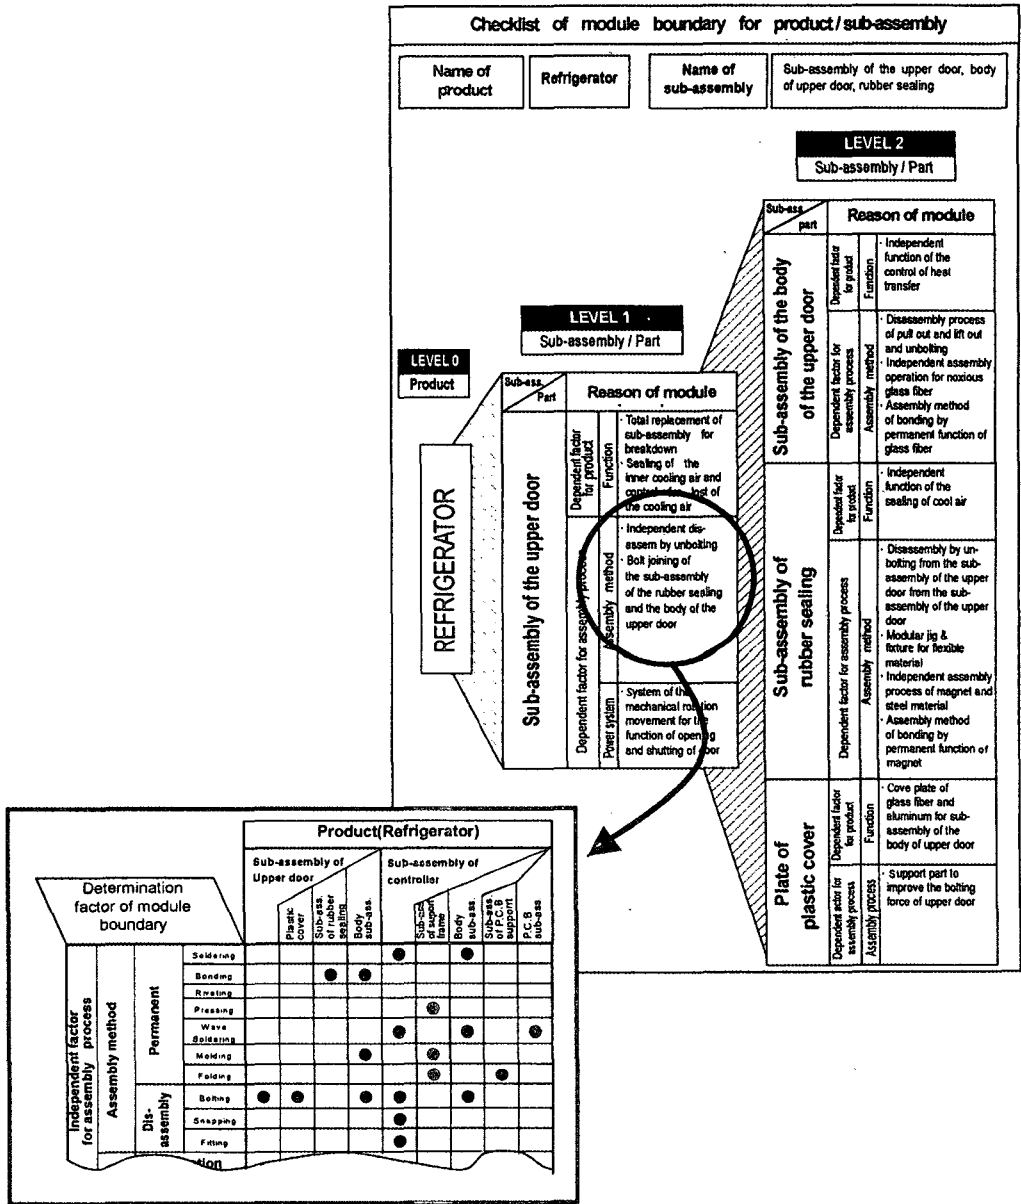 Checklist of module boundary for product/sub-assembly
Name of
product
Refrigerator
Name of
sub-assembly
Sub-assembly of the upper door, body
of upper door, rubber sealing
LEVEL 0
Product
REFRIGERATOR
LEVEL 1
Sub-assembly / Part
Sub-ass.
Part
Reason of module
Sub-assembly of the upper door
Dependent factor
for product
Function
· Total replacement of
sub-assembly for
breakdown
· Sealing of the
inner cooling air and
lost of
the cooling air
Dependent factor for assembly process
Assembly method
· Independent dis-
assem by unbolting
· Bolt joining of
the sub-assembly
of the rubber sealing
and the body of the
upper door
Power system
· System of the
mechanical rotation
movement for the
function of opening
and shutting of door
LEVEL 2
Sub-assembly / Part
Sub-ass.
part
Reason of module
Sub-assembly of the body
of the upper door
Dependent factor
for product
Function
· Independent
function of the
control of heat
transfer
Dependent factor for
assembly process
Assembly method
· Disassembly process
of pull out and lift out
and unbolting
· Independent assembly
operation for noxious
glass fiber
· Assembly method
of bonding by
permanent function of
glass fiber
Sub-assembly of
rubber sealing
Dependent factor
for product
Function
· Independent
function of the
sealing of cool air
Dependent factor for assembly process
Assembly method
· Disassembly by un-
bolting from the sub-
assembly of the upper
door from the sub-
assembly of the upper
door
· Modular jig &
fixture for flexible
material
· Independent assembly
process of magnet and
steel material
· Assembly method
of bonding by
permanent function of
magnet
Plate of
plastic cover
Dependent factor
for product
Function
· Cove plate of
glass fiber and
aluminum for sub-
assembly of the
body of upper door
Dependent actor for
assembly process
Assembly process
· Support part to
improve the bolting
force of upper door
Product(Refrigerator)
Sub-assembly of
Upper door
Sub-assembly of
controller
Determination
factor of module
boundary
Plastic
cover
Sub-ass.
of rubber
sealing
Body
sub-ass.
Sub-ass.
of suport
frame
Body
sub-ass.
Sub-ass.
of P.C.B
support
P.C.B
sub-ass
Independent factor
for assembly process
Assembly method
Permanent
Soldering
Bonding
Riveting
Pressing
Wave
Soldering
Molding
Folding
Dis-
assembly
Bolting
Snapping
Fitting